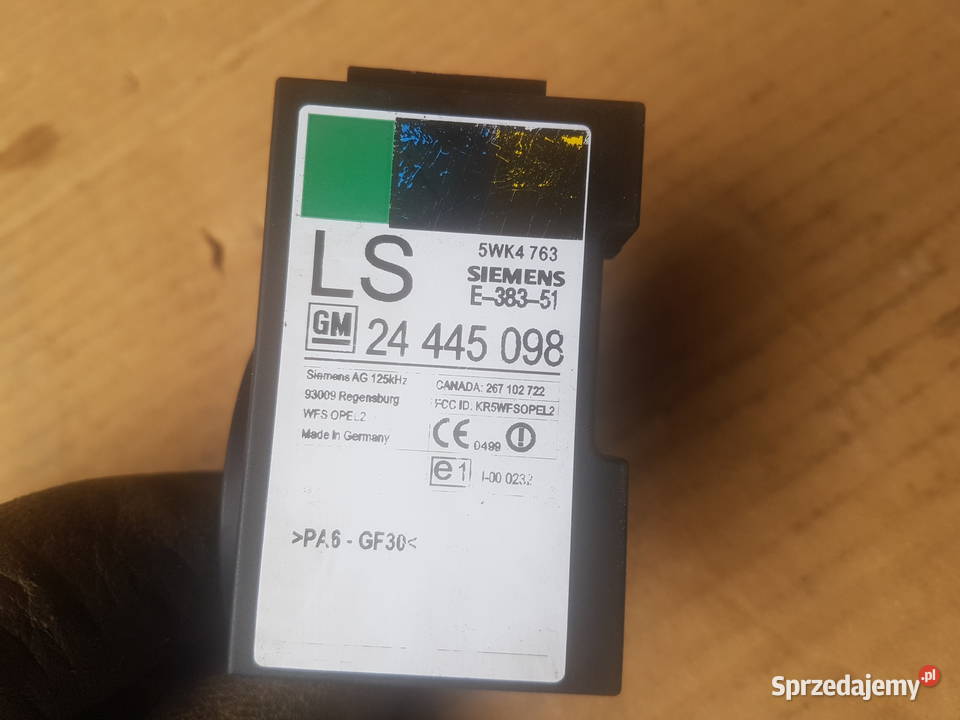 LS
5WK4 763
SIEMENS
E-383-51
GM 24 445 098
Siemens AG 125kHz
93009 Regensburg
WFS OPEL2
Made in Germany
CANADA: 267 102 722
FCC ID. KR5WFSOPEL2
CE 0499
e1 I-00 0232
>PA6 - GF30<
Sprzedajemy.pl